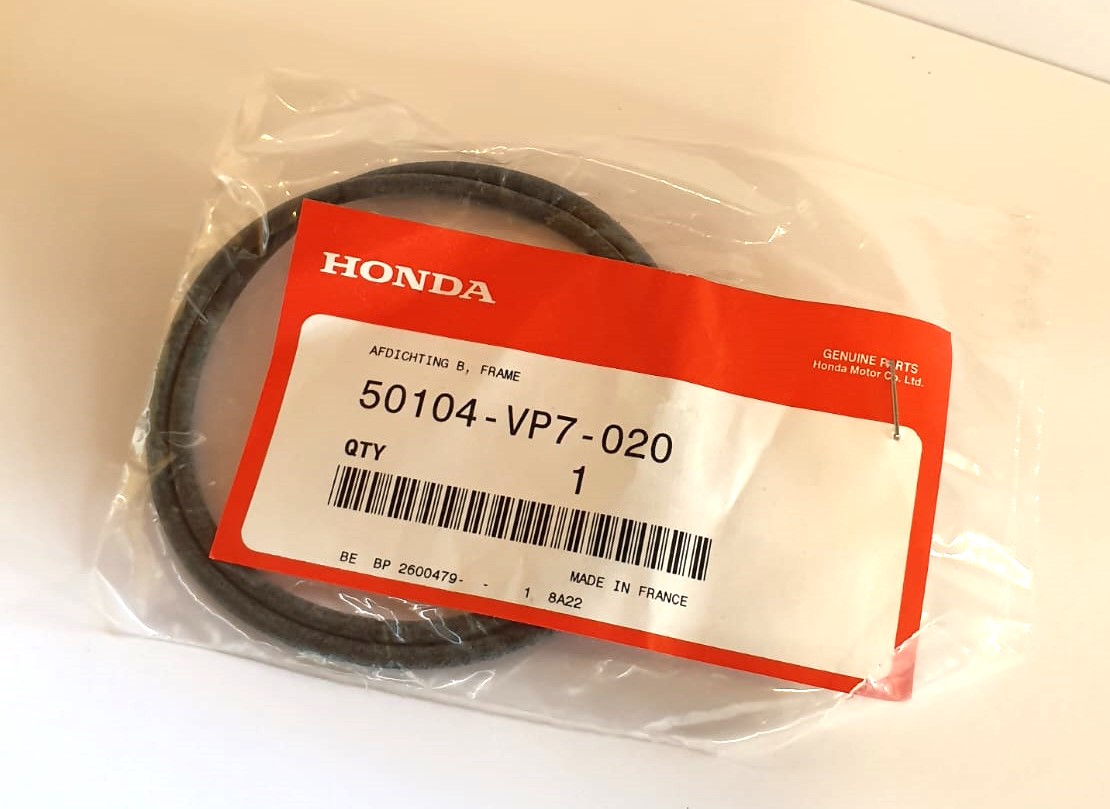 HONDA
GENUINE PARTS
Honda Motor Co. Ltd.
AFDICHTING B, FRAME
50104-VP7-020
QTY 1
BE BP 2600479- - 1 8A22
MADE IN FRANCE